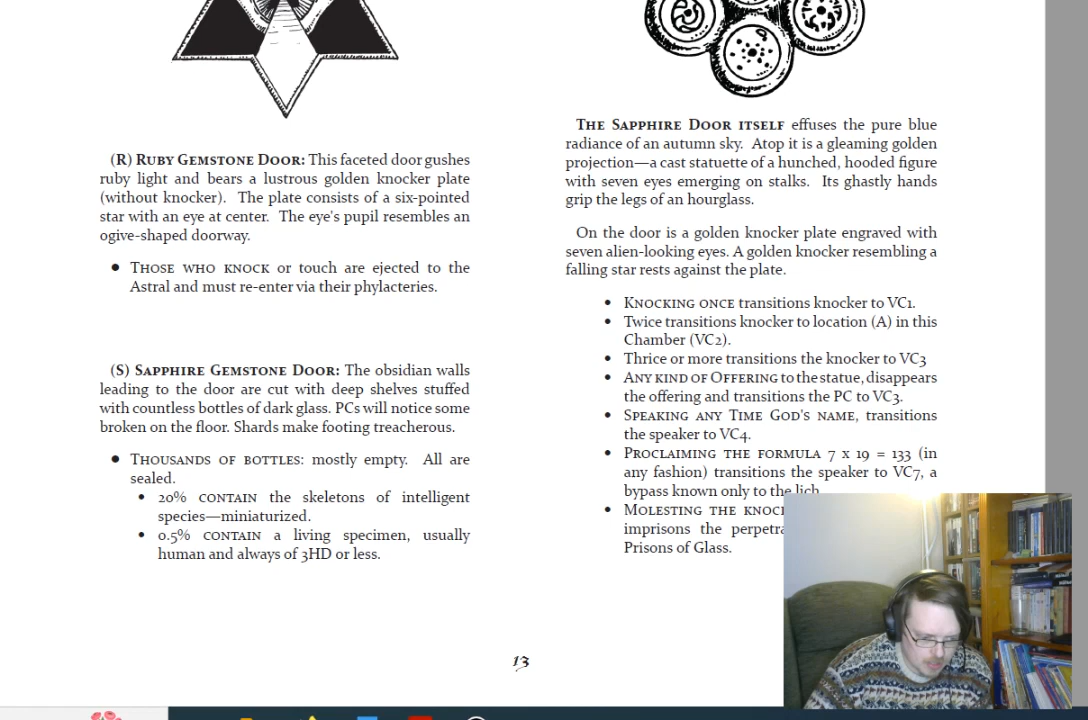 (R) Ruby Gemstone Door: This faceted door gushes
ruby light and bears a lustrous golden knocker plate
(without knocker). The plate consists of a six-pointed
star with an eye at center. The eye's pupil resembles an
ogive-shaped doorway.
• Those who knock or touch are ejected to the
Astral and must re-enter via their phylacteries.
(S) Sapphire Gemstone Door: The obsidian walls
leading to the door are cut with deep shelves stuffed
with countless bottles of dark glass. PCs will notice some
broken on the floor. Shards make footing treacherous.
• Thousands of bottles: mostly empty. All are
sealed.
• 20% contain the skeletons of intelligent
species—miniaturized.
• 0.5% contain a living specimen, usually
human and always of 3HD or less.
The Sapphire Door itself effuses the pure blue
radiance of an autumn sky. Atop it is a gleaming golden
projection—a cast statuette of a hunched, hooded figure
with seven eyes emerging on stalks. Its ghastly hands
grip the legs of an hourglass.
On the door is a golden knocker plate engraved with
seven alien-looking eyes. A golden knocker resembling a
falling star rests against the plate.
• Knocking once transitions knocker to VC1.
• Twice transitions knocker to location (A) in this
Chamber (VC2).
• Thrice or more transitions the knocker to VC3
• Any kind of Offering to the statue, disappears
the offering and transitions the PC to VC3.
• Speaking any Time God's name, transitions
the speaker to VC4.
• Proclaiming the formula 7 x 19 = 133 (in
any fashion) transitions the speaker to VC7, a
bypass known only to the lich
• Molesting the
imprisons the
Prisons of Glass.
13